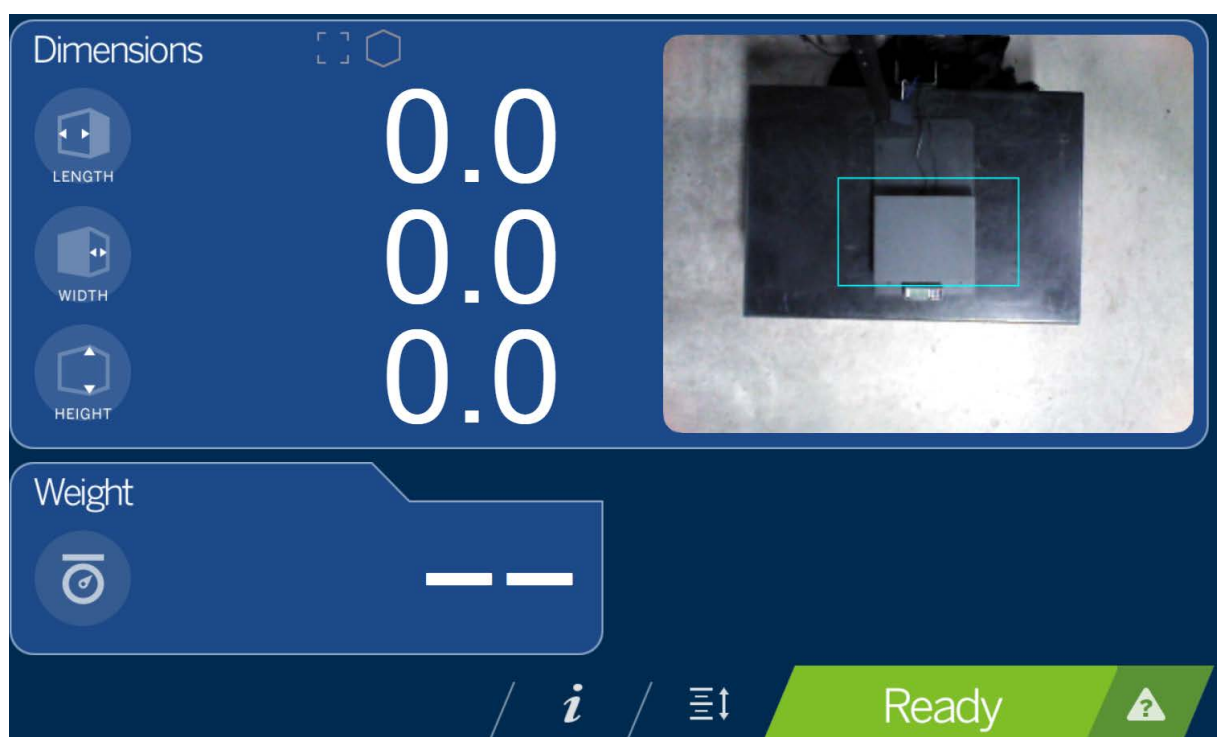 Dimensions
LENGTH
0.0
WIDTH
0.0
HEIGHT
0.0
Weight
— —
i
Ready
?